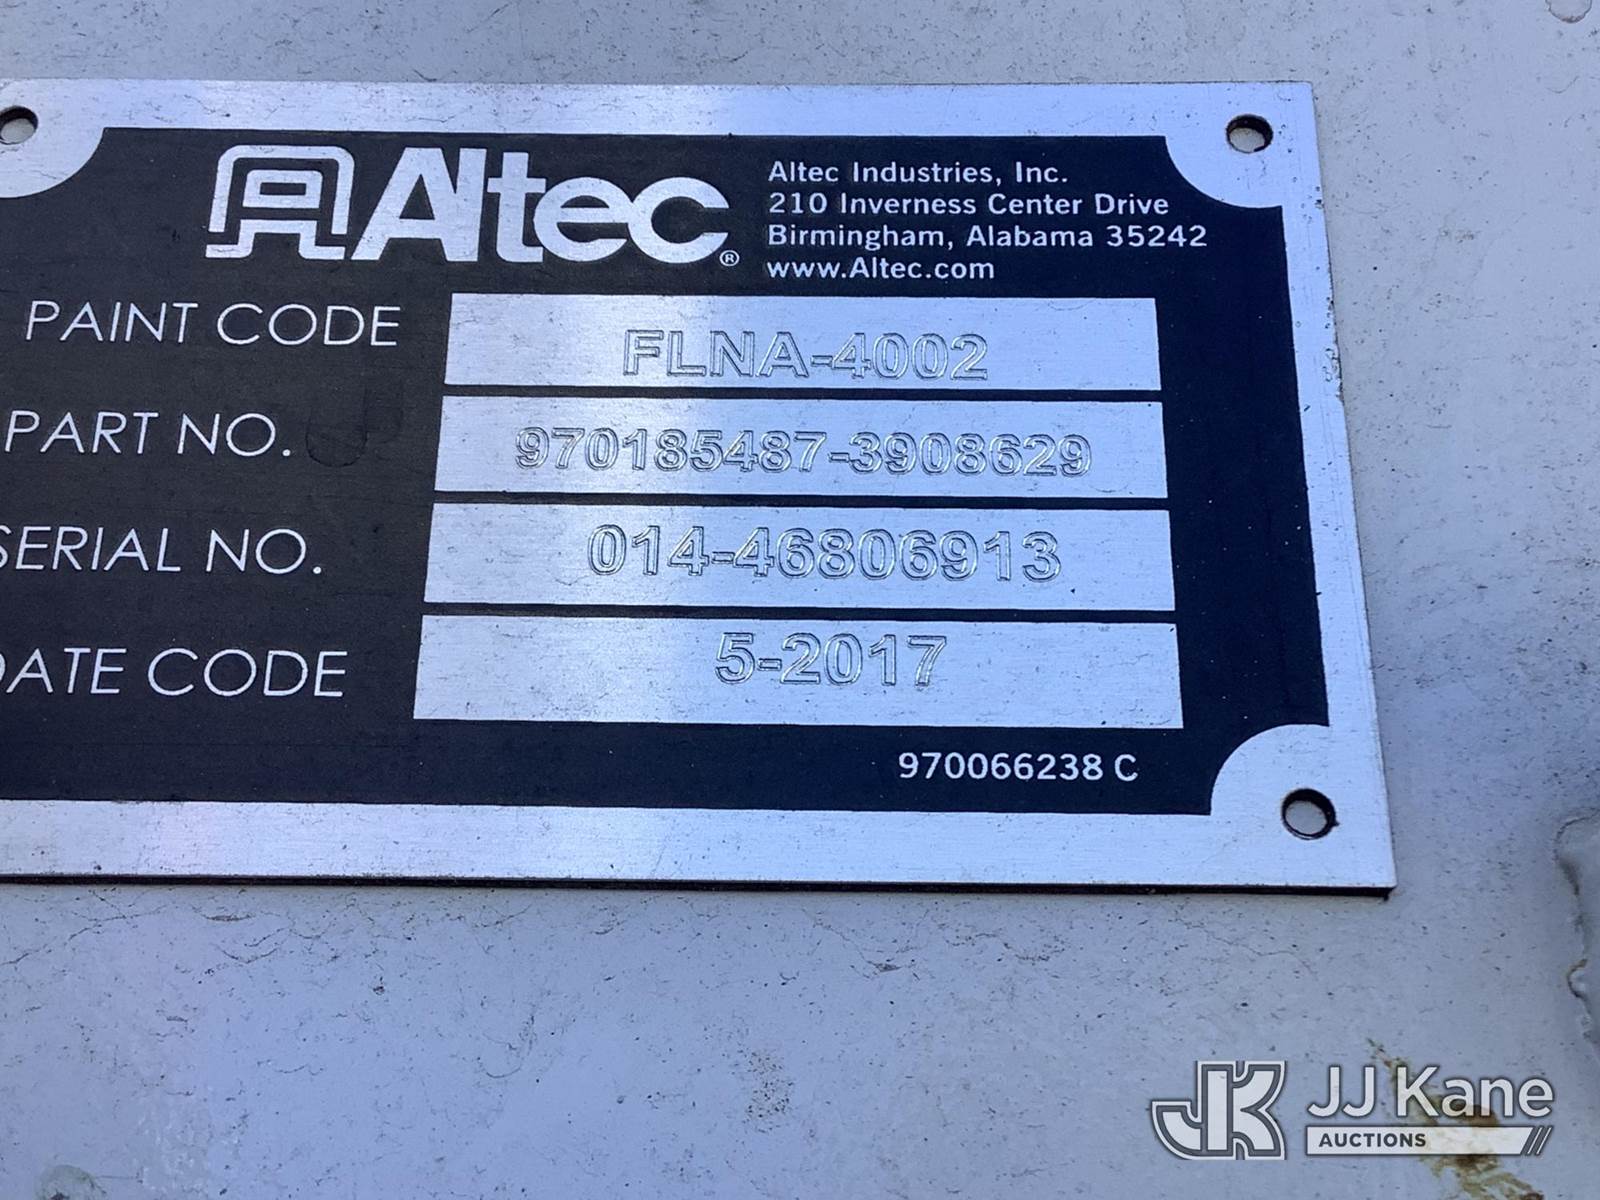 Altec®
Altec Industries, Inc.
210 Inverness Center Drive
Birmingham, Alabama 35242
www.Altec.com
PAINT CODE FLNA-4002
PART NO. 970185487-3908629
SERIAL NO. 014-46806913
DATE CODE 5-2017
970066238 C
JK JJ Kane
AUCTIONS